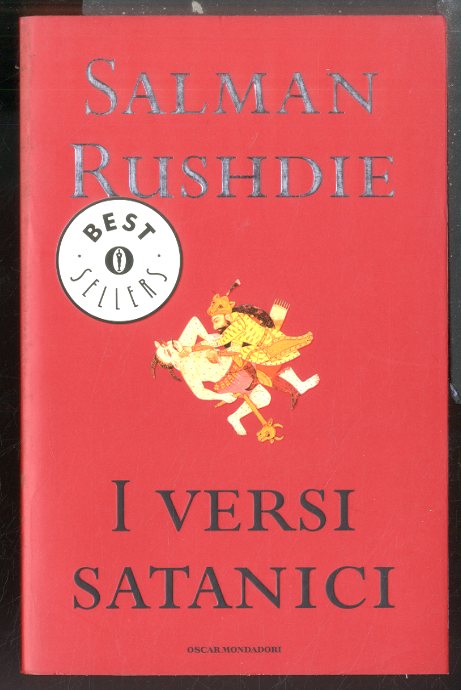 SALMAN
RUSHDIE
BEST
SELLERS
I VERSI
SATANICI
OSCAR MONDADORI